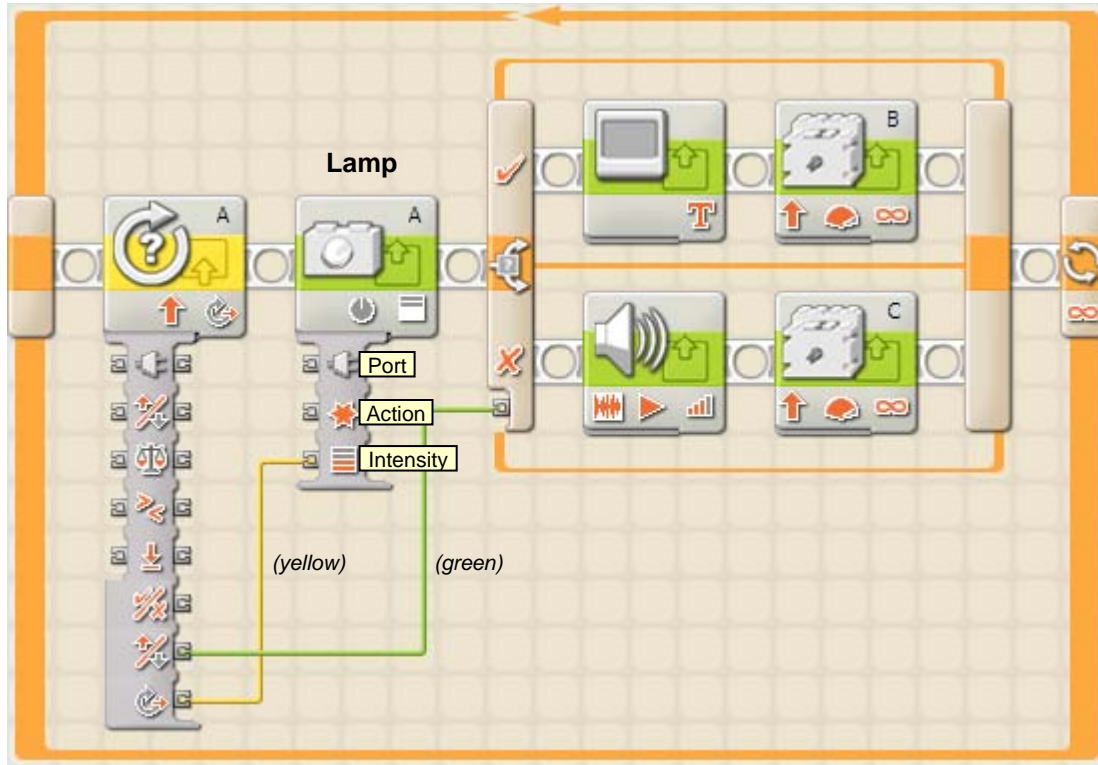 B
Lamp
T
A
A
C
Port
Action
Intensity
(yellow)
(green)